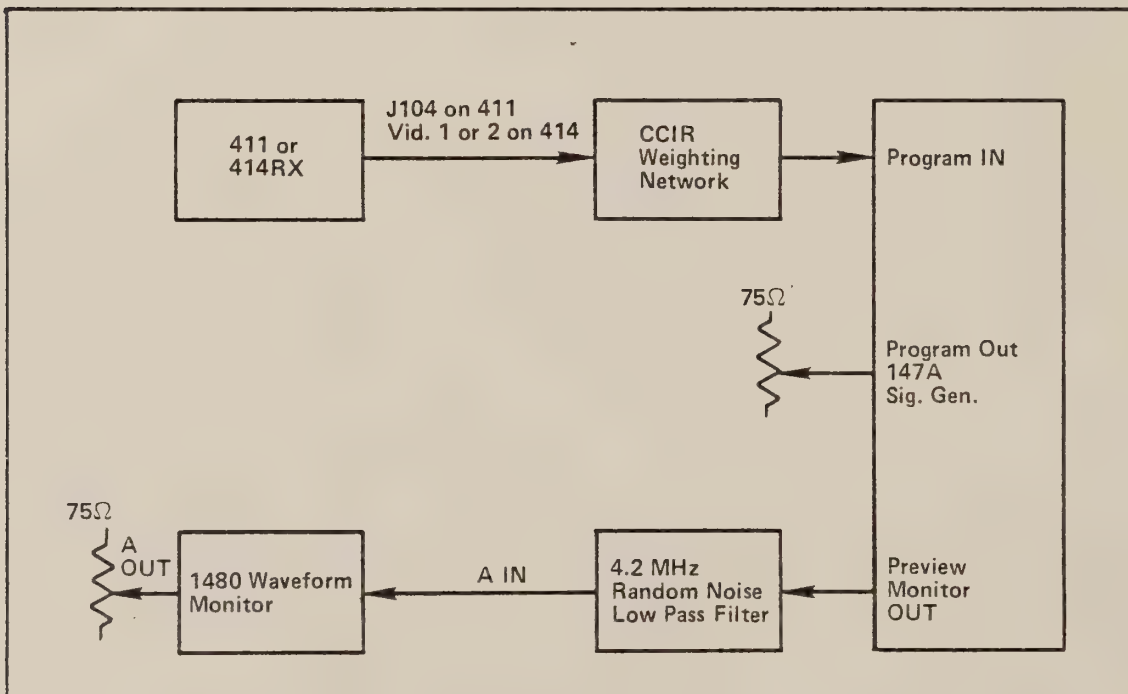 411 or
414RX
J104 on 411
Vid. 1 or 2 on 414
CCIR
Weighting
Network
Program IN
75Ω
Program Out
147A
Sig. Gen.
75Ω
A
OUT
1480 Waveform
Monitor
A IN
4.2 MHz
Random Noise
Low Pass Filter
Preview
Monitor
OUT